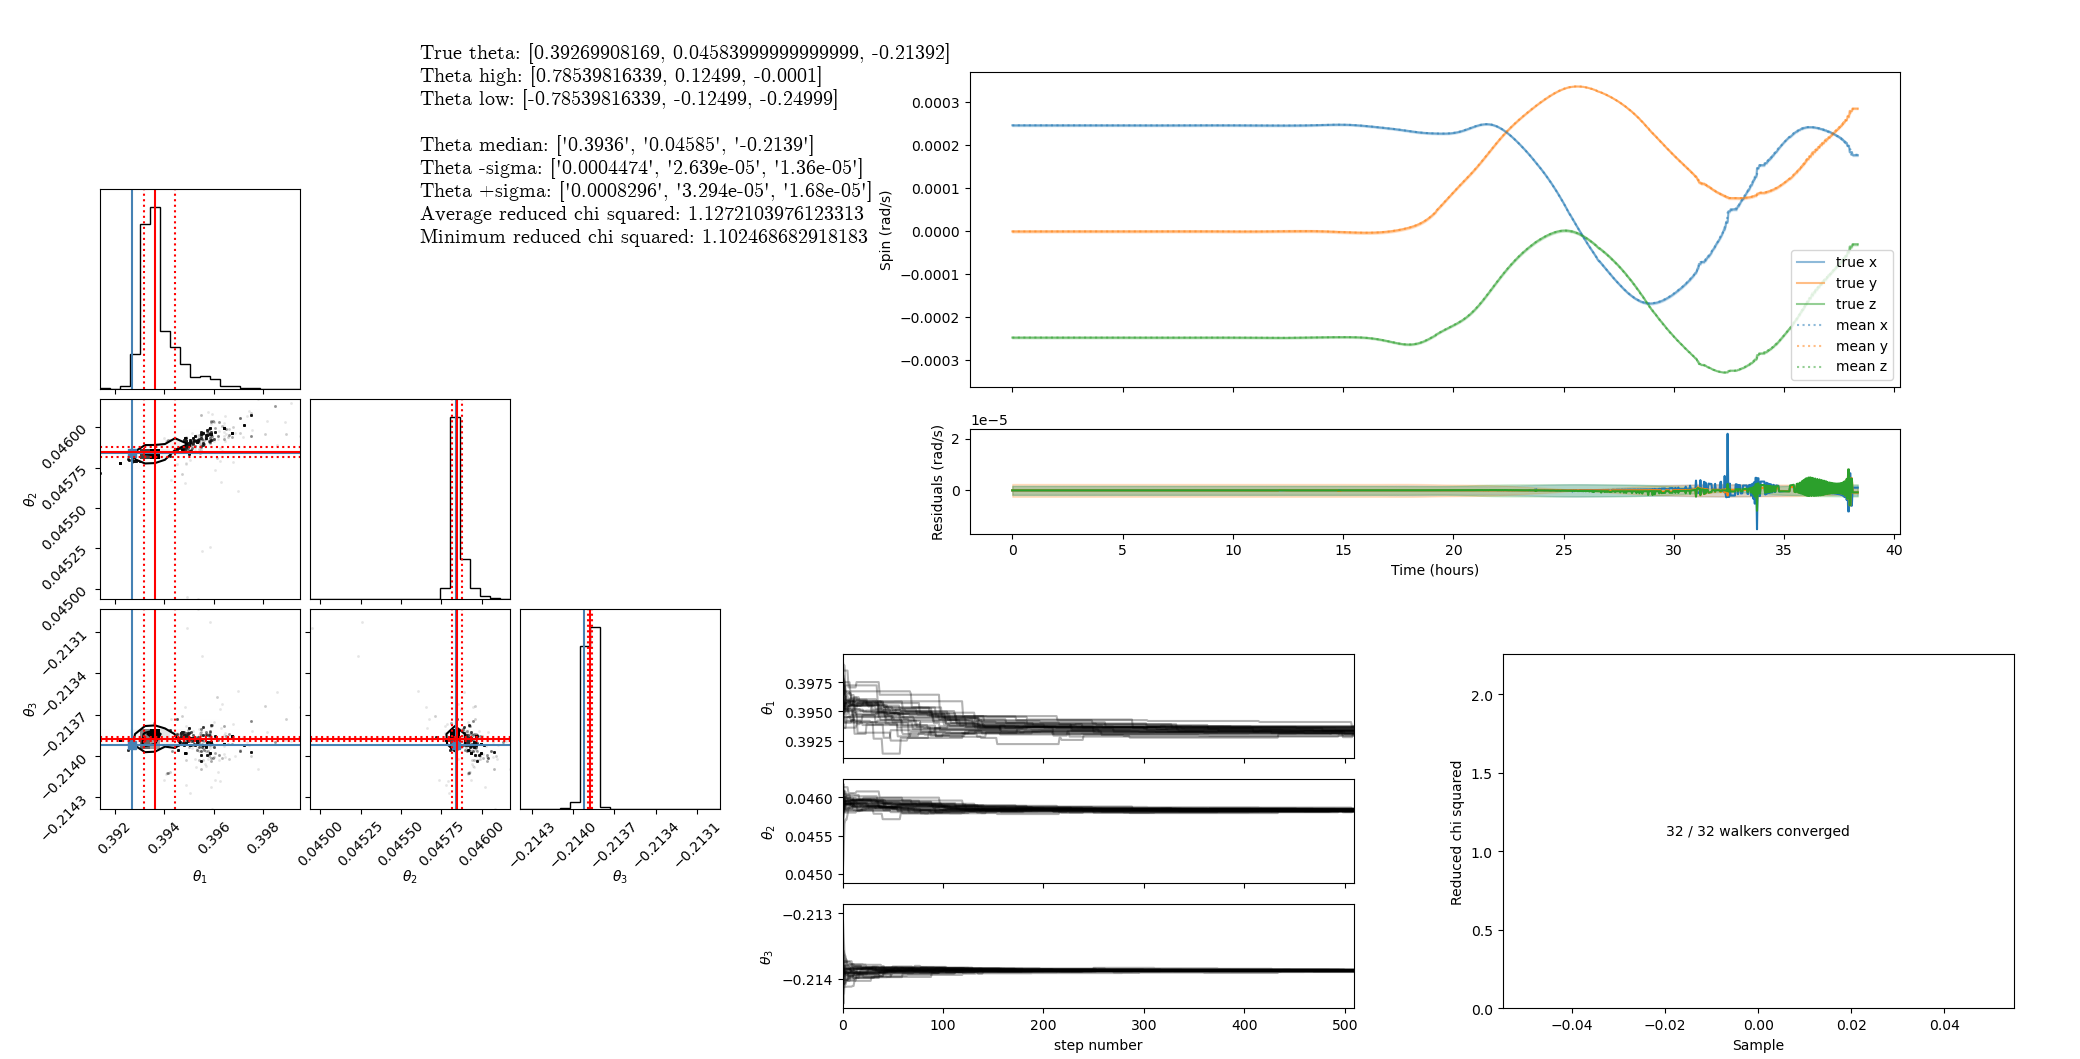 True theta: [0.39269908169, 0.04583999999999999, -0.21392]
Theta high: [0.78539816339, 0.12499, -0.0001]
Theta low: [-0.78539816339, -0.12499, -0.24999]
Theta median: ['0.3936', '0.04585', '-0.2139']
Theta -sigma: ['0.0004474', '2.639e-05', '1.36e-05']
Theta +sigma: ['0.0008296', '3.294e-05', '1.68e-05']
Average reduced chi squared: 1.1272103976123313
Minimum reduced chi squared: 1.102468682918183
0.04600
0.04575
0.04550
0.04525
0.04500
θ2
−0.2131
−0.2134
−0.2137
−0.2140
−0.2143
θ3
0.392
0.394
0.396
0.398
θ1
0.04500
0.04525
0.04550
0.04575
0.04600
θ2
−0.2143
−0.2140
−0.2137
−0.2134
−0.2131
θ3
0.0003
0.0002
0.0001
0.0000
−0.0001
−0.0002
−0.0003
Spin (rad/s)
true x
true y
true z
mean x
mean y
mean z
1e−5
2
0
Residuals (rad/s)
0 5 10 15 20 25 30 35 40
Time (hours)
0.3975
0.3950
0.3925
θ1
0.0460
0.0455
0.0450
θ2
−0.213
−0.214
θ3
0 100 200 300 400 500
step number
2.0
1.5
1.0
0.5
0.0
Reduced chi squared
32 / 32 walkers converged
−0.04 −0.02 0.00 0.02 0.04
Sample